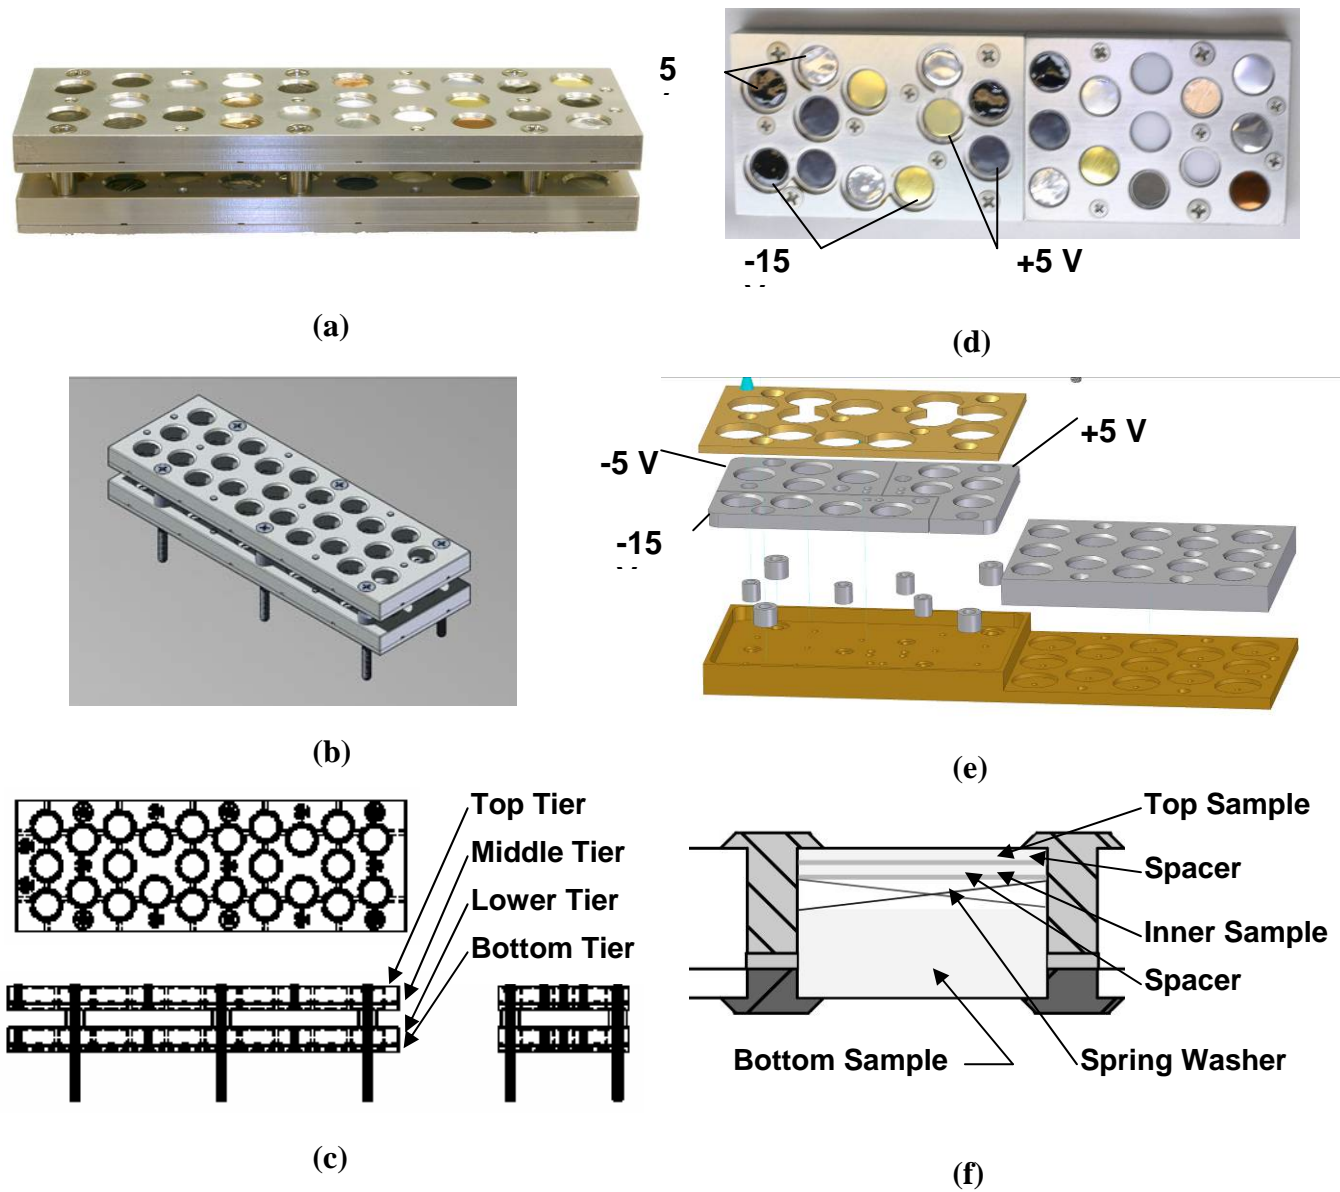 (a)
(b)
Top Tier
Middle Tier
Lower Tier
Bottom Tier
(c)
5
-15
+5 V
(d)
-5 V
+5 V
-15
(e)
Top Sample
Spacer
Inner Sample
Spacer
Bottom Sample
Spring Washer
(f)